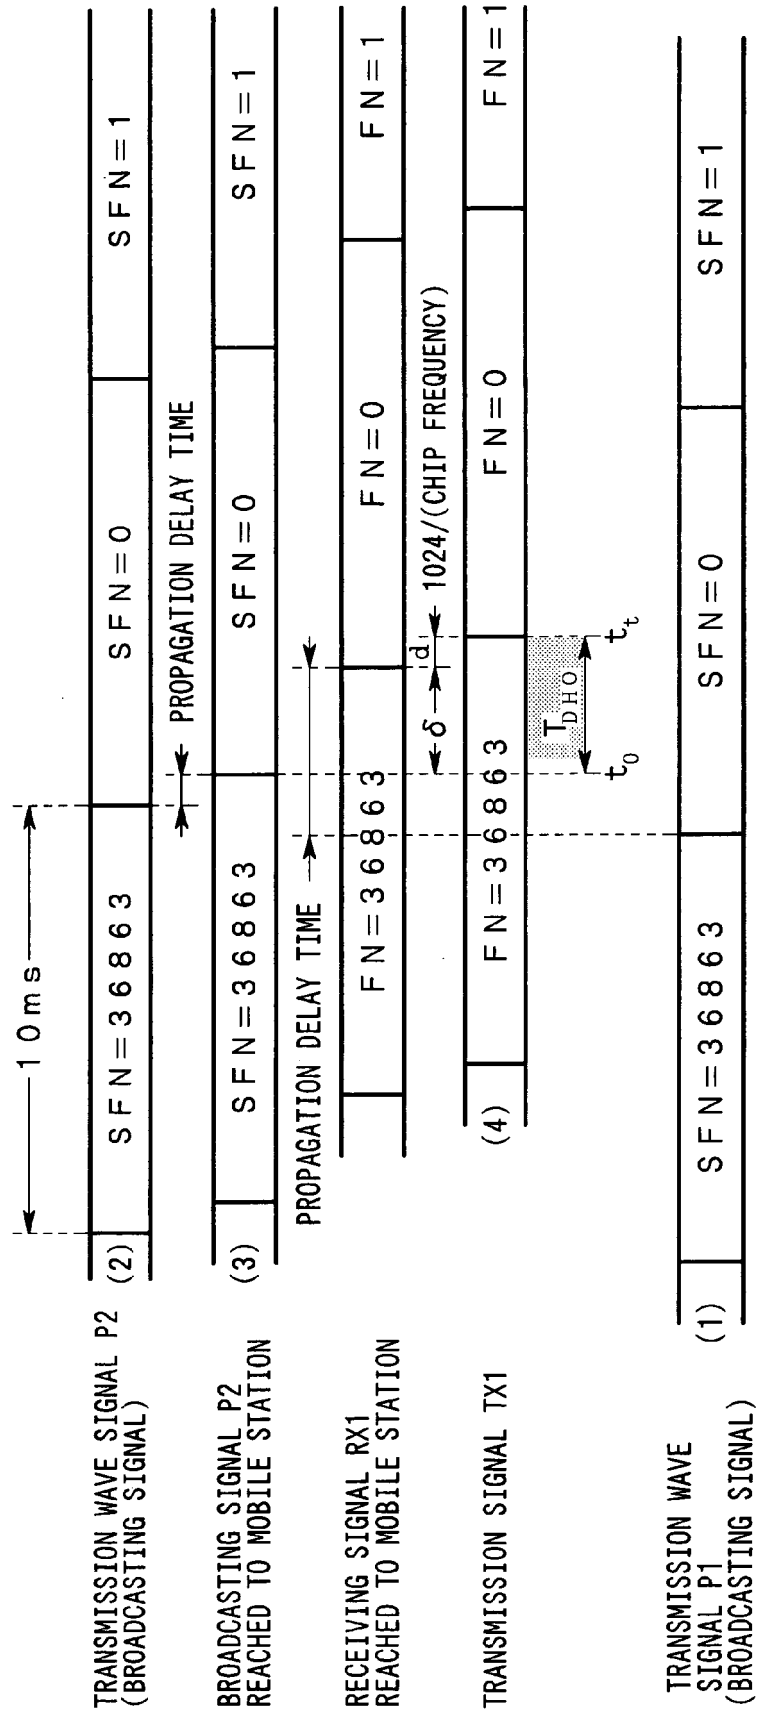 10ms
TRANSMISSION WAVE SIGNAL P2
(BROADCASTING SIGNAL)
(2)
SFN=36863
SFN=0
SFN=1
PROPAGATION DELAY TIME
BROADCASTING SIGNAL P2
REACHED TO MOBILE STATION
(3)
SFN=36863
SFN=0
SFN=1
PROPAGATION DELAY TIME
RECEIVING SIGNAL RX1
REACHED TO MOBILE STATION
FN=36863
FN=0
FN=1
δ
d
1024/(CHIP FREQUENCY)
TRANSMISSION SIGNAL TX1
(4)
FN=36863
FN=0
FN=1
TDHO
t0
tt
TRANSMISSION WAVE
SIGNAL P1
(BROADCASTING SIGNAL)
(1)
SFN=36863
SFN=0
SFN=1